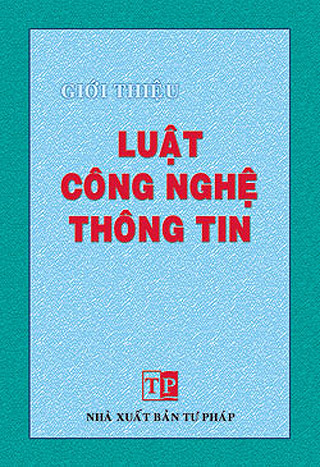 GIỚI THIỆU
LUẬT
CÔNG NGHỆ
THÔNG TIN
TP
NHÀ XUẤT BẢN TƯ PHÁP